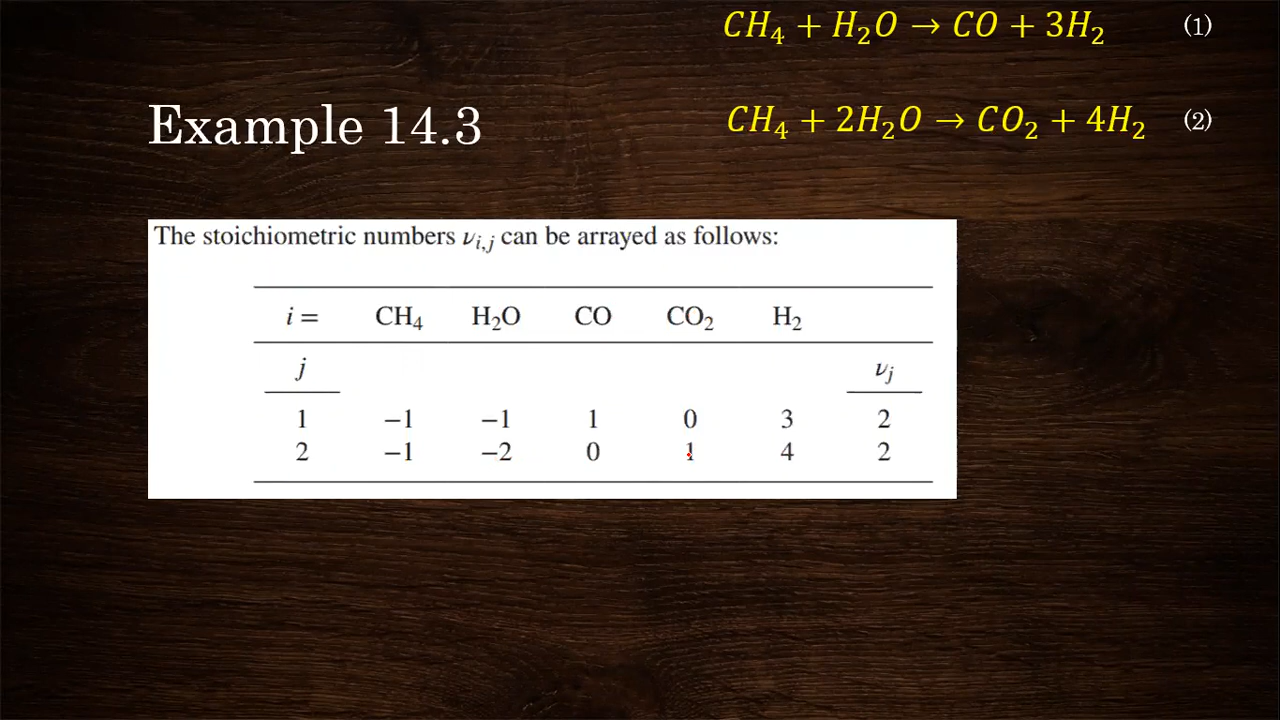 CH₄ + H₂O → CO + 3H₂ (1)
Example 14.3
CH₄ + 2H₂O → CO₂ + 4H₂ (2)
The stoichiometric numbers νᵢ,ⱼ can be arrayed as follows:
i = CH₄ H₂O CO CO₂ H₂
j νⱼ
1 −1 −1 1 0 3 2
2 −1 −2 0 1 4 2